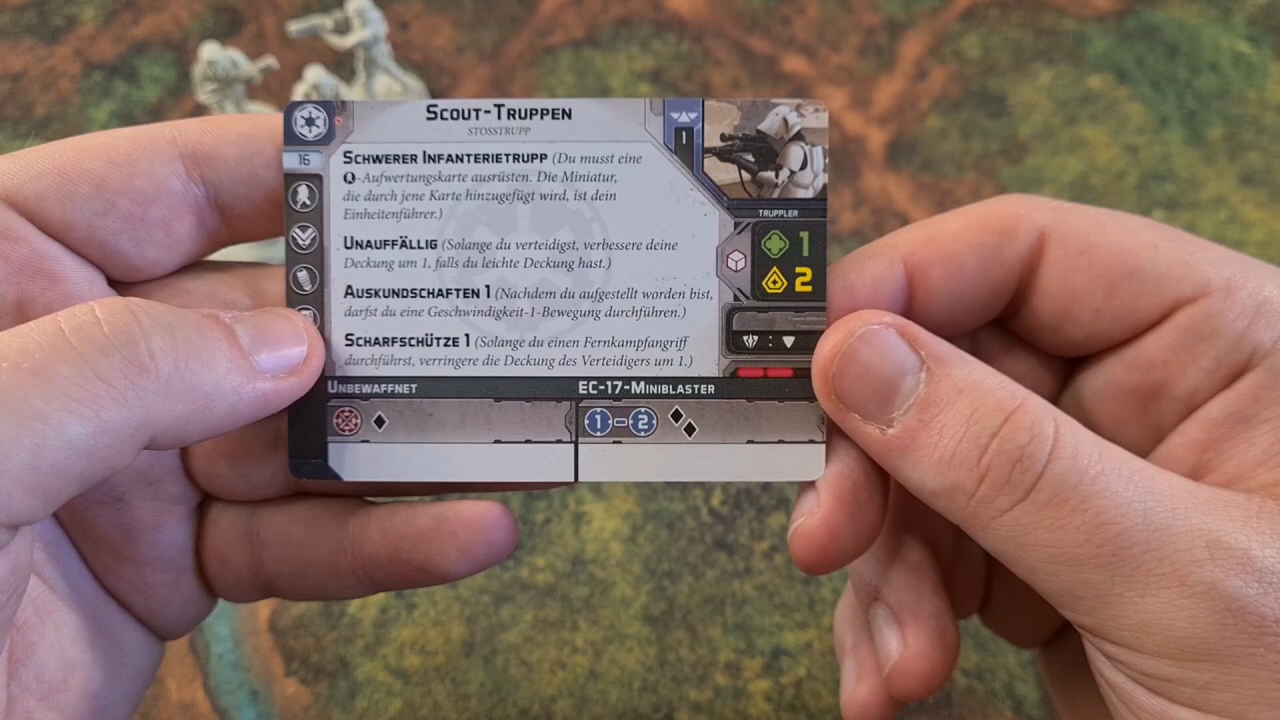 Scout-Truppen
STOSSTRUPP
1
16
Schwerer Infanterietrupp (Du musst eine
-Aufwertungskarte ausrüsten. Die Miniatur,
die durch jene Karte hinzugefügt wird, ist dein
Einheitenführer.)
Unauffällig (Solange du verteidigst, verbessere deine
Deckung um 1, falls du leichte Deckung hast.)
Auskundschaften 1 (Nachdem du aufgestellt worden bist,
darfst du eine Geschwindigkeit-1-Bewegung durchführen.)
Scharfschütze 1 (Solange du einen Fernkampfangriff
durchführst, verringere die Deckung des Verteidigers um 1.)
Truppler
1
2
:
Unbewaffnet
EC-17-Miniblaster
1-2